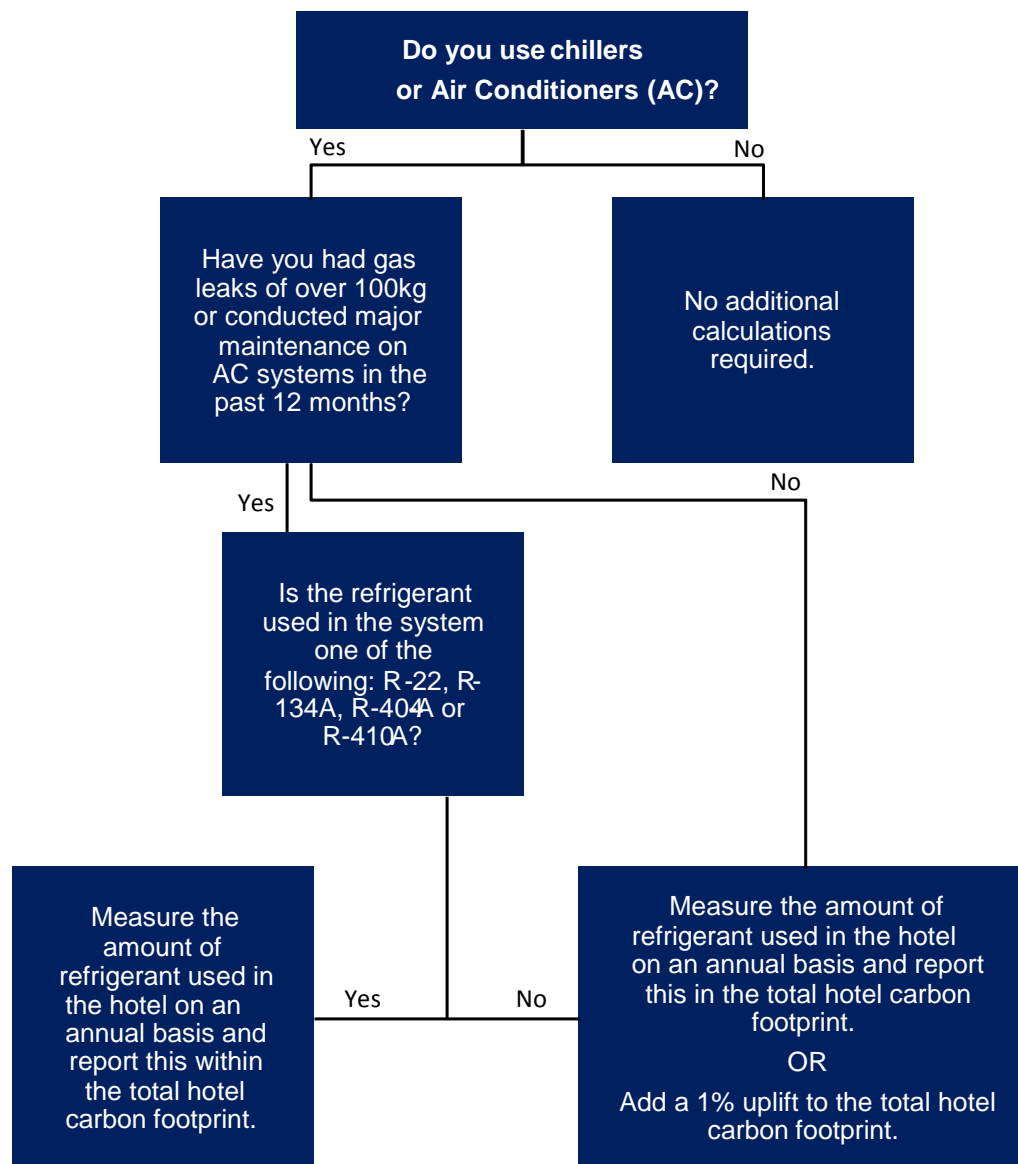 Do you use chillers
or Air Conditioners (AC)?
Yes
No
Have you had gas
leaks of over 100kg
or conducted major
maintenance on
AC systems in the
past 12 months?
No additional
calculations
required.
Yes
No
Is the refrigerant
used in the system
one of the
following: R-22, R-
134A, R-404A or
R-410A?
Measure the
amount of
refrigerant used in
the hotel on an
annual basis and
report this within
the total hotel
carbon footprint.
Yes
No
Measure the amount of
refrigerant used in the hotel
on an annual basis and report
this in the total hotel carbon
footprint.
OR
Add a 1% uplift to the total hotel
carbon footprint.